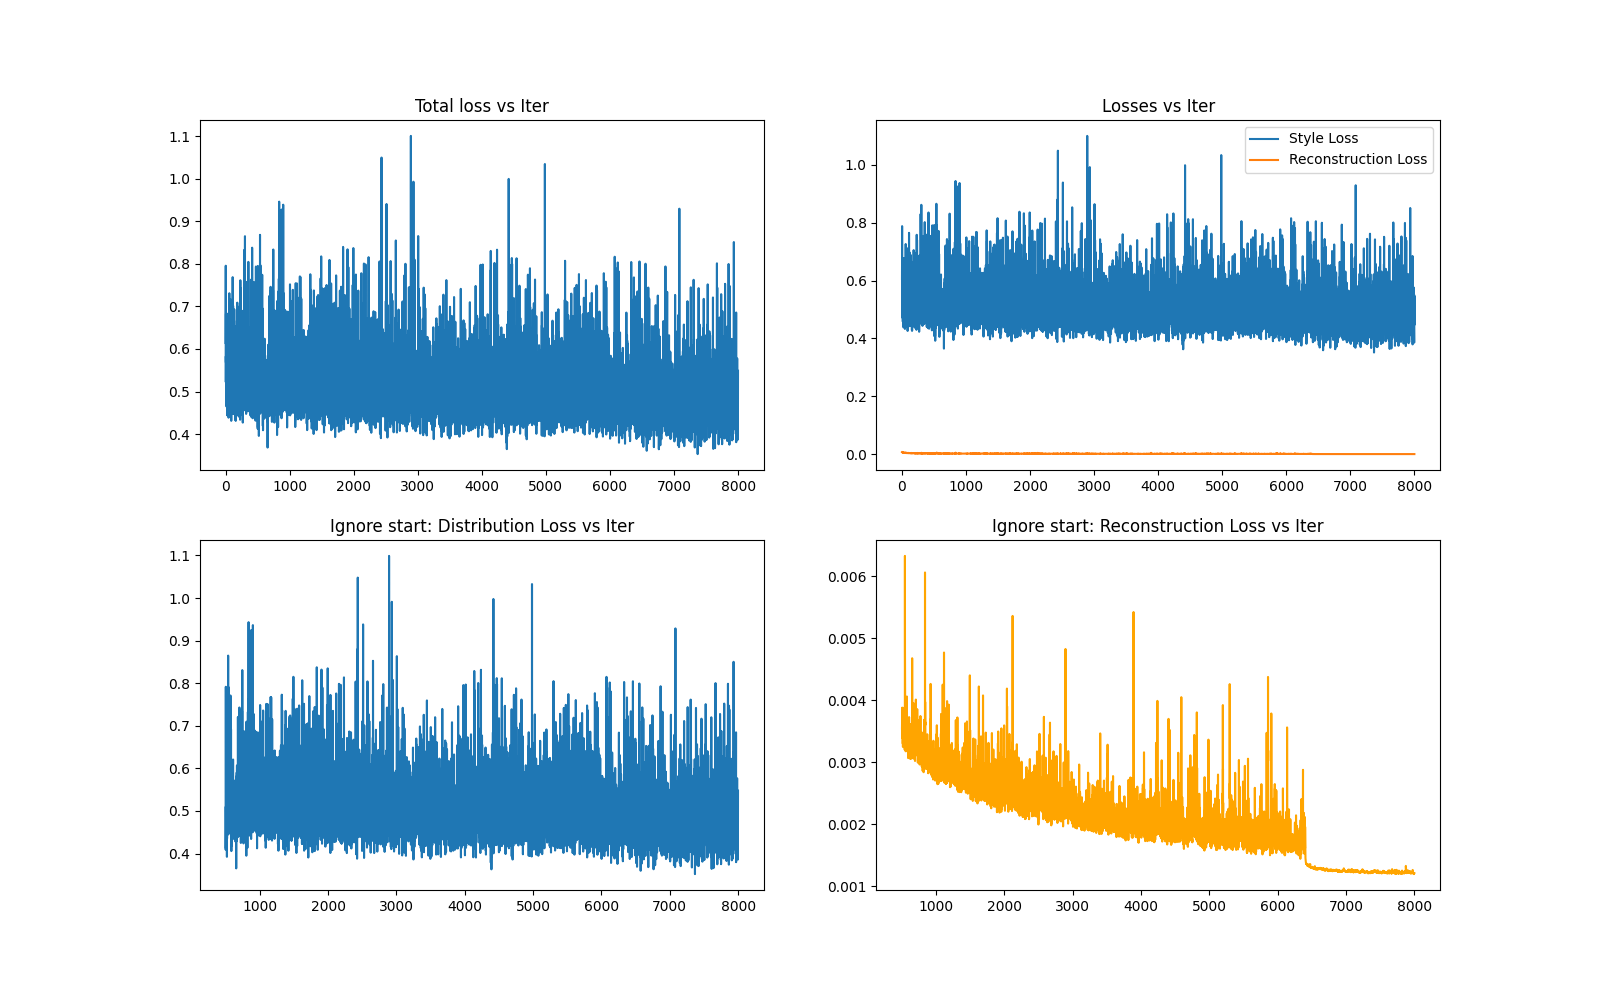 Total loss vs Iter
1.1
1.0
0.9
0.8
0.7
0.6
0.5
0.4
0 1000 2000 3000 4000 5000 6000 7000 8000
Losses vs Iter
Style Loss
Reconstruction Loss
1.0
0.8
0.6
0.4
0.2
0.0
0 1000 2000 3000 4000 5000 6000 7000 8000
Ignore start: Distribution Loss vs Iter
1.1
1.0
0.9
0.8
0.7
0.6
0.5
0.4
1000 2000 3000 4000 5000 6000 7000 8000
Ignore start: Reconstruction Loss vs Iter
0.006
0.005
0.004
0.003
0.002
0.001
1000 2000 3000 4000 5000 6000 7000 8000